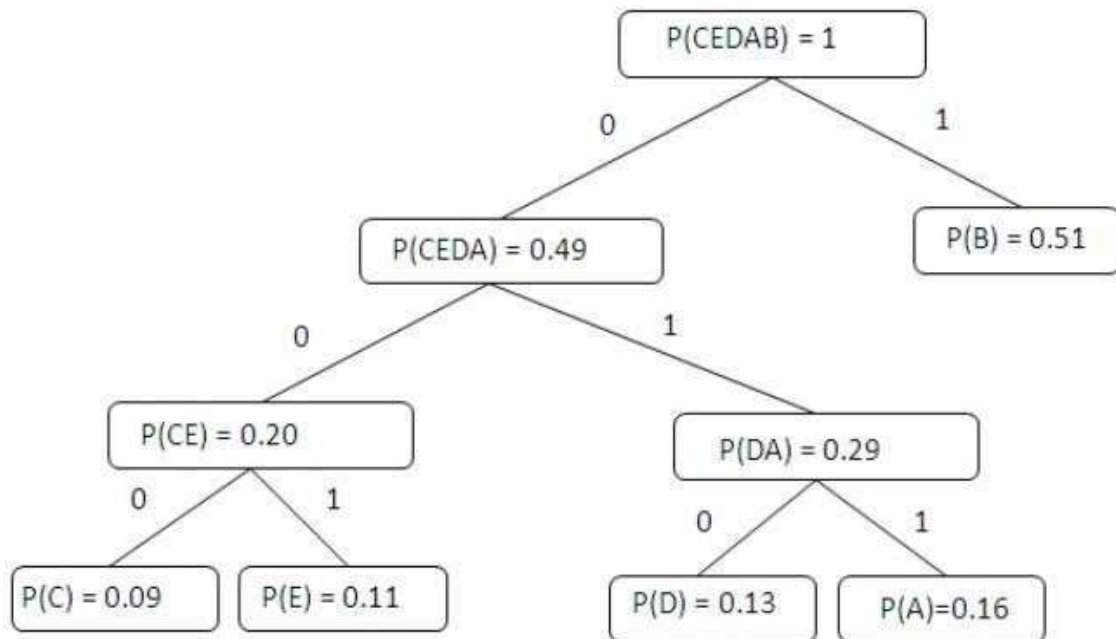 P(CEDAB) = 1
0
1
P(CEDA) = 0.49
P(B) = 0.51
0
1
P(CE) = 0.20
P(DA) = 0.29
0
1
0
1
P(C) = 0.09
P(E) = 0.11
P(D) = 0.13
P(A)=0.16